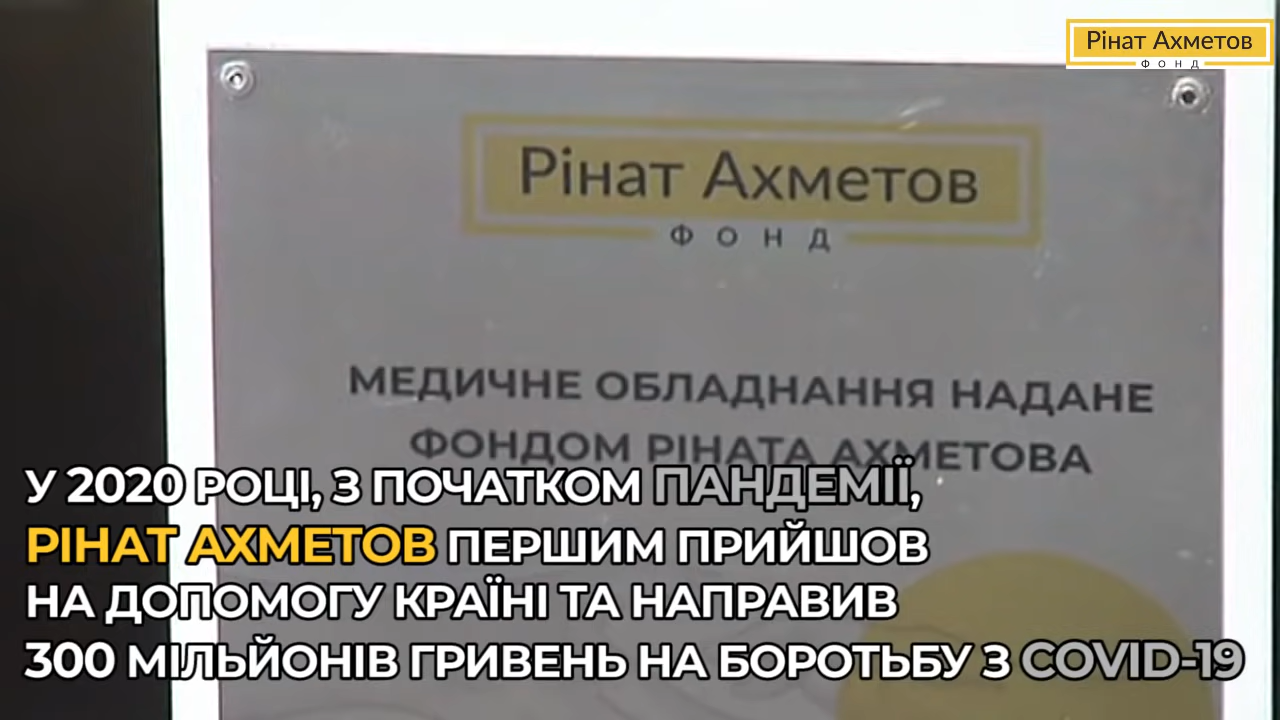 Рінат Ахметов
ФОНД
Рінат Ахметов
ФОНД
МЕДИЧНЕ ОБЛАДНАННЯ НАДАНЕ
ФОНДОМ РІНАТА АХМЕТОВА
У 2020 РОЦІ, З ПОЧАТКОМ ПАНДЕМІЇ,
РІНАТ АХМЕТОВ ПЕРШИМ ПРИЙШОВ
НА ДОПОМОГУ КРАЇНІ ТА НАПРАВИВ
300 МІЛЬЙОНІВ ГРИВЕНЬ НА БОРОТЬБУ З COVID-19